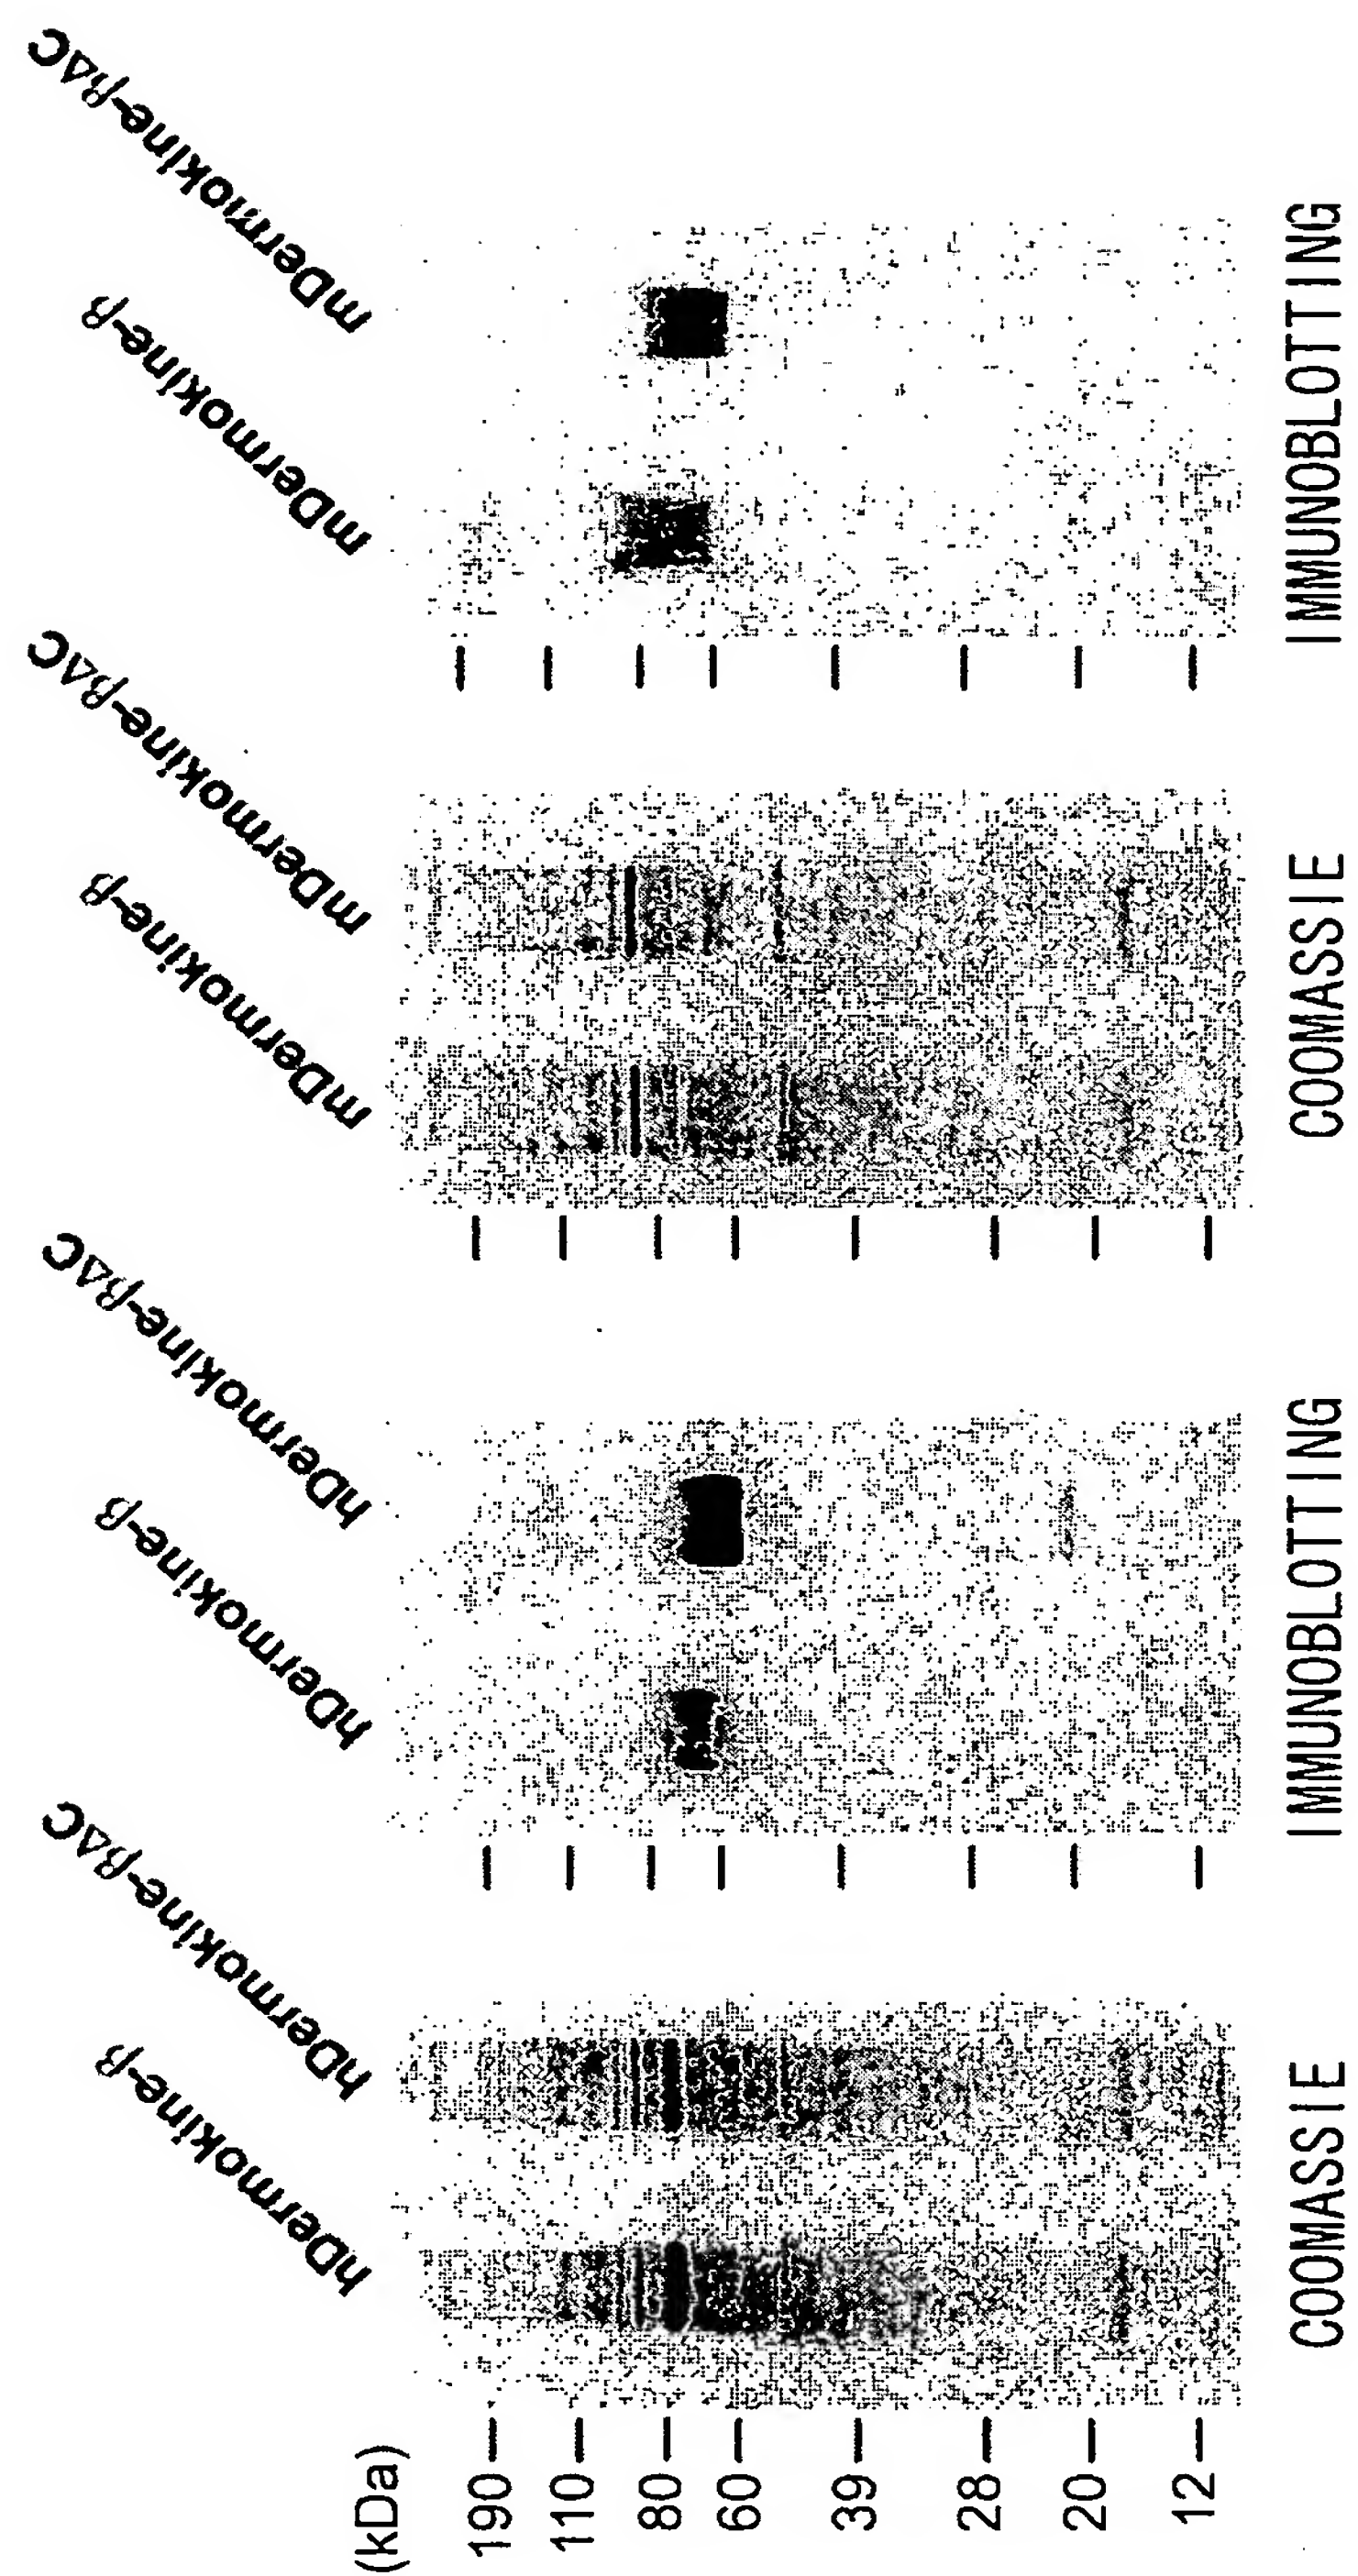 hDermokine-β
hDermokine-βΔC
hDermokine-β
hDermokine-βΔC
mDermokine-β
mDermokine-βΔC
mDermokine-β
mDermokine-βΔC
(kDa)
190
110
80
60
39
28
20
12
COOMASSIE
IMMUNOBLOTTING
COOMASSIE
IMMUNOBLOTTING